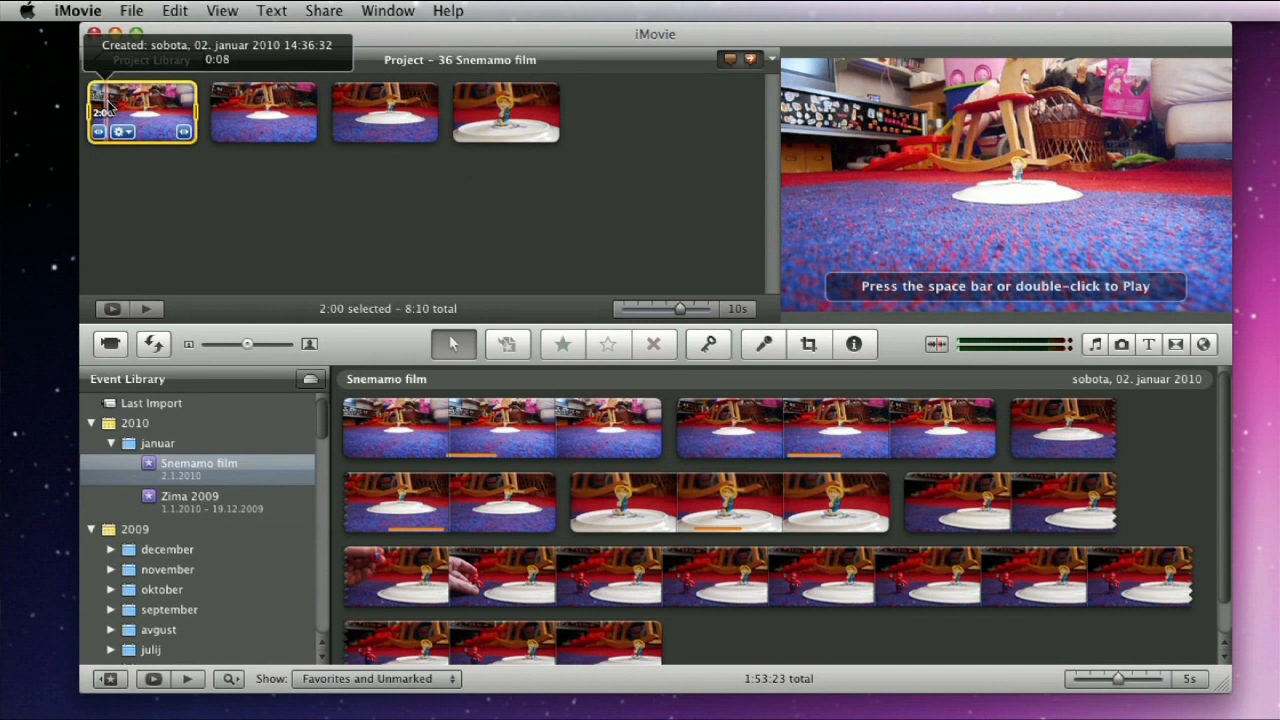 iMovie File Edit View Text Share Window Help
iMovie
Created: sobota, 02. januar 2010 14:36:32
0:08
Project Library
Project - 36 Snemamo film
2:00
Press the space bar or double-click to Play
2:00 selected - 8:10 total
10s
Event Library
Snemamo film
sobota, 02. januar 2010
Last Import
2010
januar
Snemamo film
2.1.2010
Zima 2009
1.1.2010 - 19.12.2009
2009
december
november
oktober
september
avgust
julij
Show: Favorites and Unmarked
1:53:23 total
5s